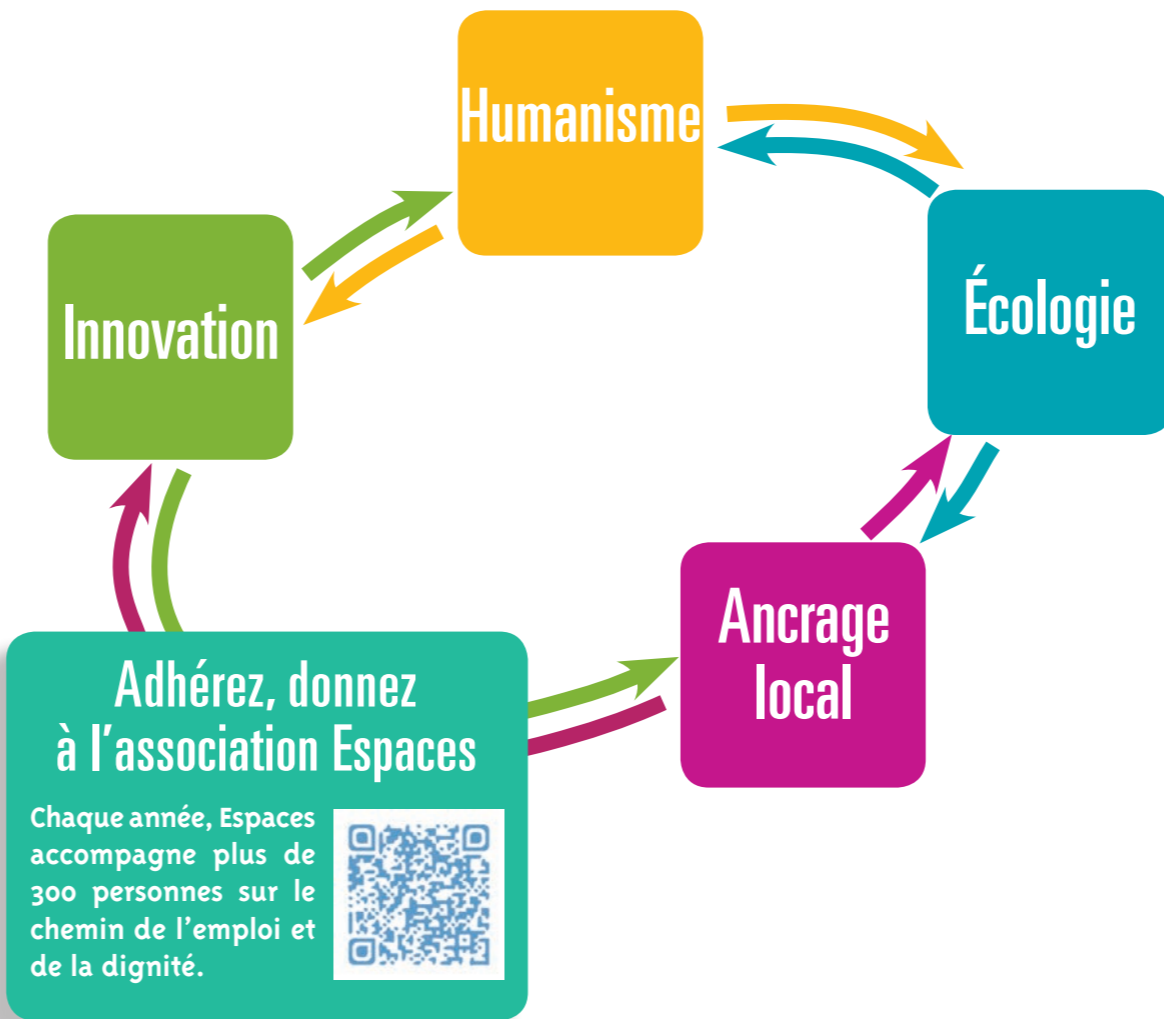 Humanisme
Innovation
Écologie
Ancrage
local
Adhérez, donnez
à l'association Espaces
Chaque année, Espaces
accompagne plus de
300 personnes sur le
chemin de l'emploi et
de la dignité.